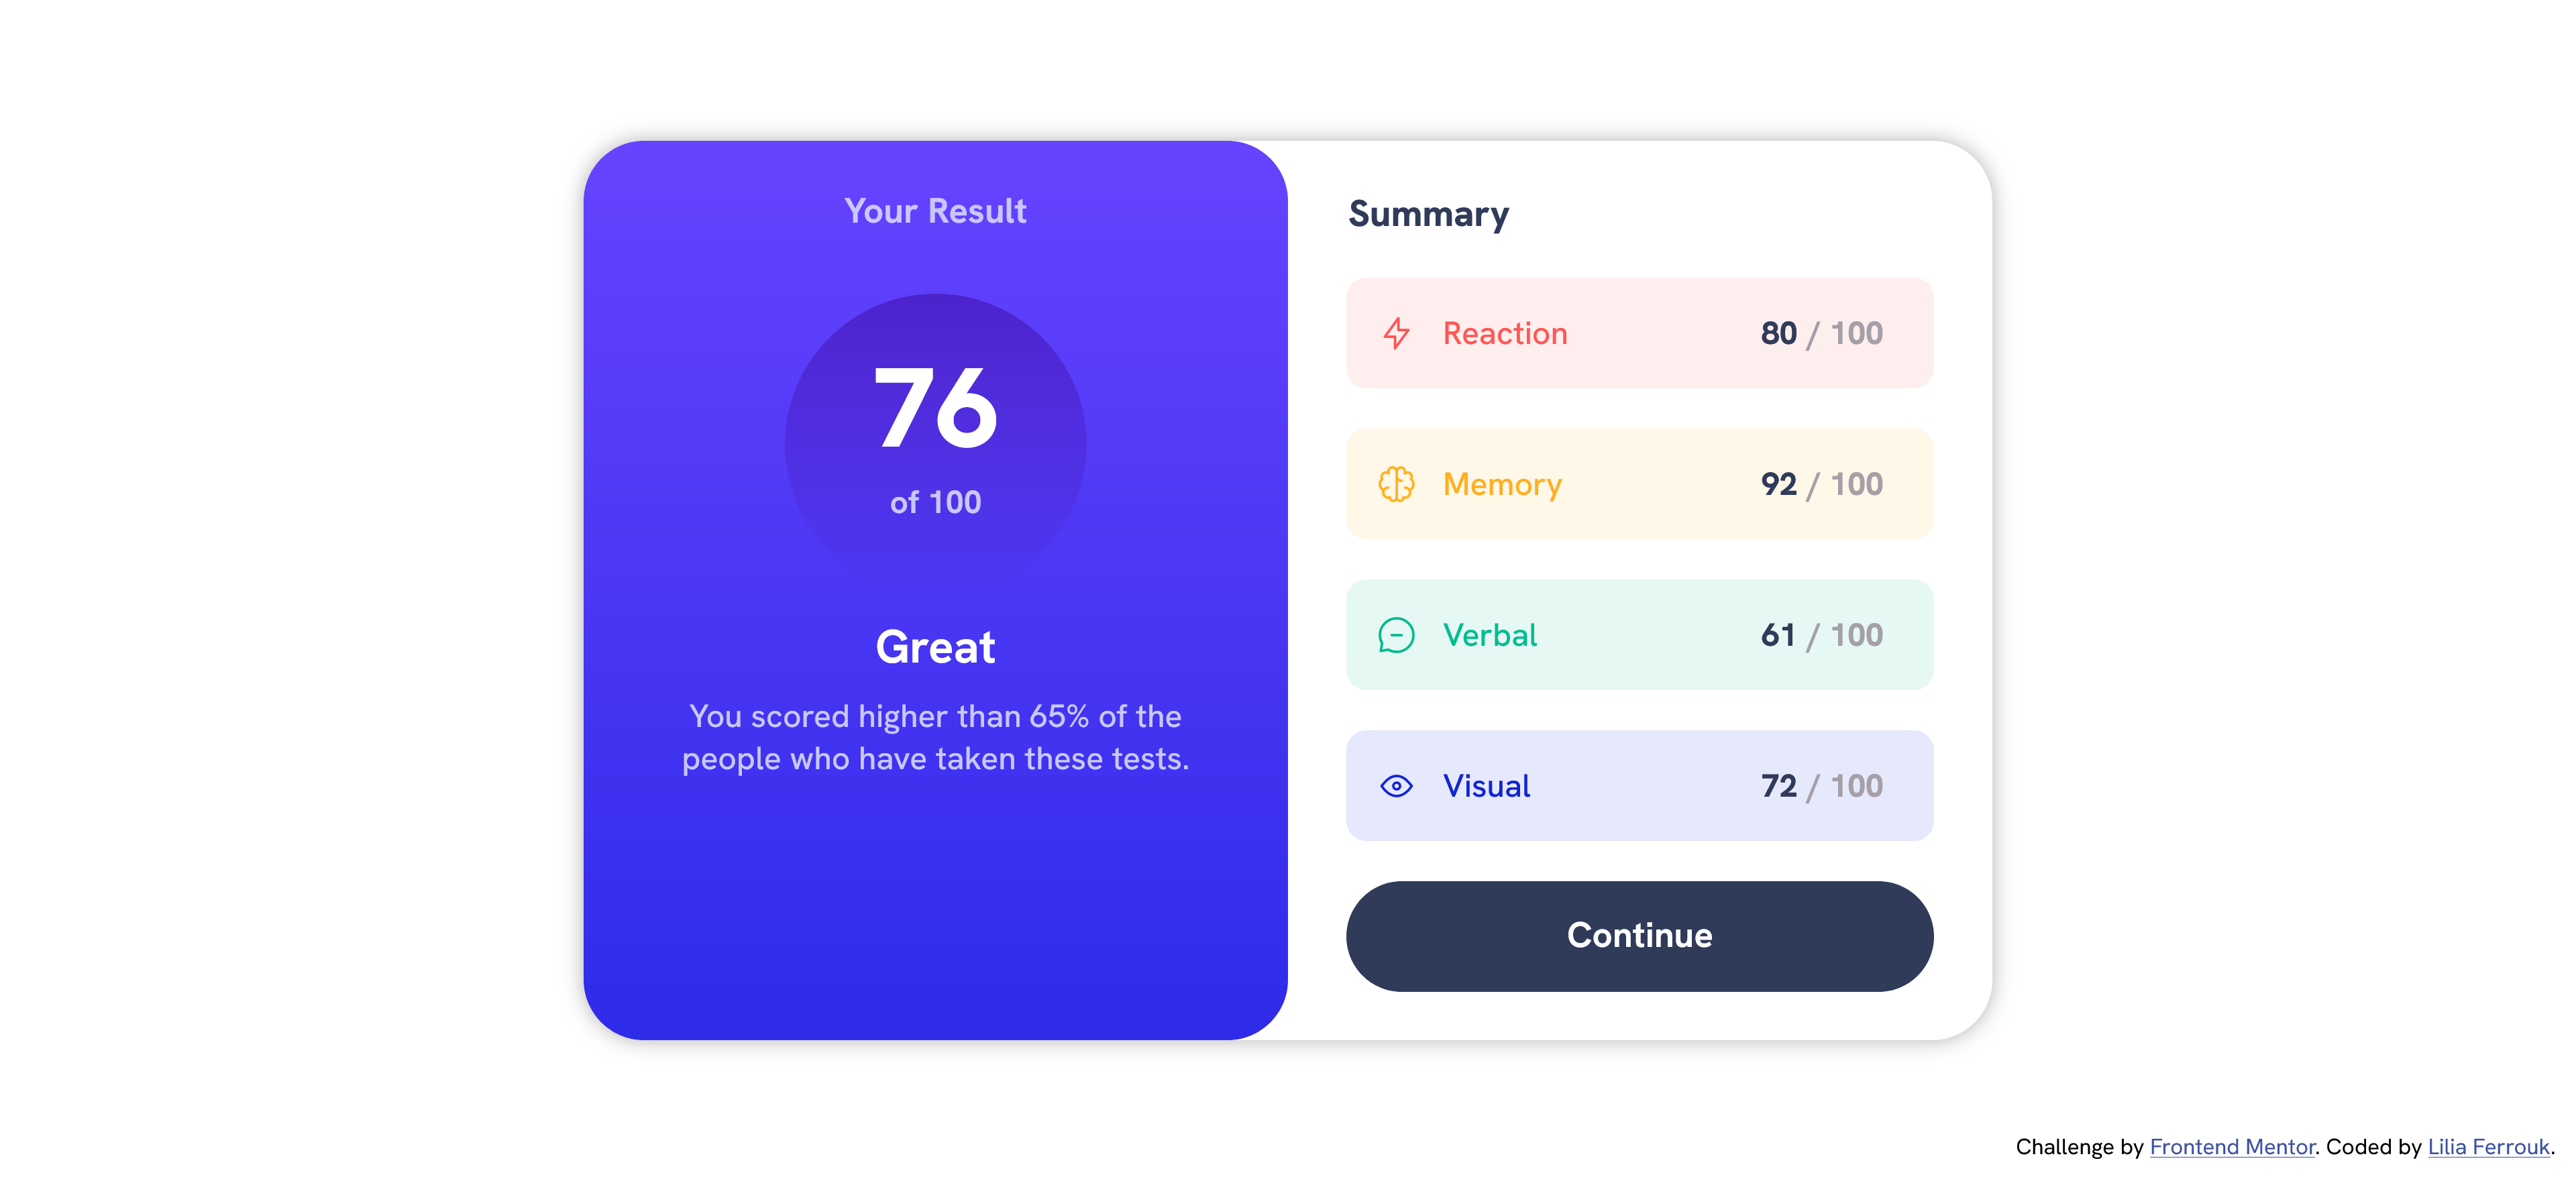 Your Result
76
of 100
Great
You scored higher than 65% of the
people who have taken these tests.
Summary
Reaction 80 / 100
Memory 92 / 100
Verbal 61 / 100
Visual 72 / 100
Continue
Challenge by Frontend Mentor. Coded by Lilia Ferrouk.